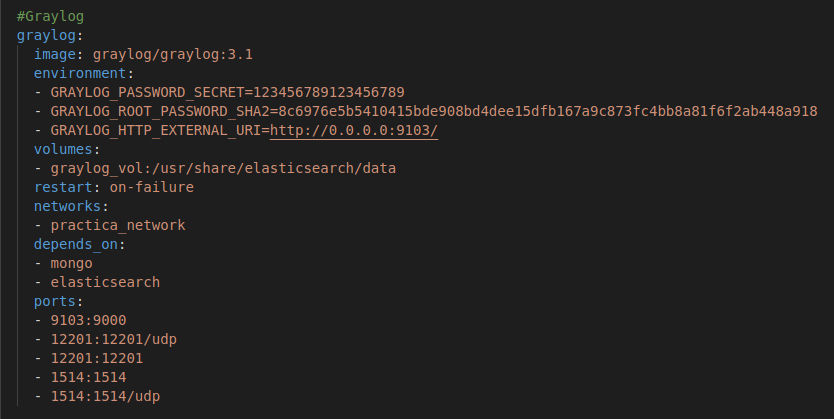 #Graylog
graylog:
image: graylog/graylog:3.1
environment:
- GRAYLOG_PASSWORD_SECRET=123456789123456789
- GRAYLOG_ROOT_PASSWORD_SHA2=8c6976e5b5410415bde908bd4dee15dfb167a9c873fc4bb8a81f6f2ab448a918
- GRAYLOG_HTTP_EXTERNAL_URI=http://0.0.0.0:9103/
volumes:
- graylog_vol:/usr/share/elasticsearch/data
restart: on-failure
networks:
- practica_network
depends_on:
- mongo
- elasticsearch
ports:
- 9103:9000
- 12201:12201/udp
- 12201:12201
- 1514:1514
- 1514:1514/udp